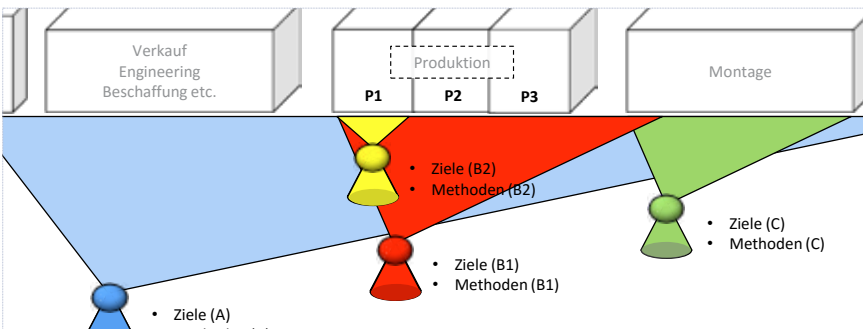 Verkauf
Engineering
Beschaffung etc.
Produktion
P1
P2
P3
Montage
• Ziele (B2)
• Methoden (B2)
• Ziele (C)
• Methoden (C)
• Ziele (B1)
• Methoden (B1)
• Ziele (A)